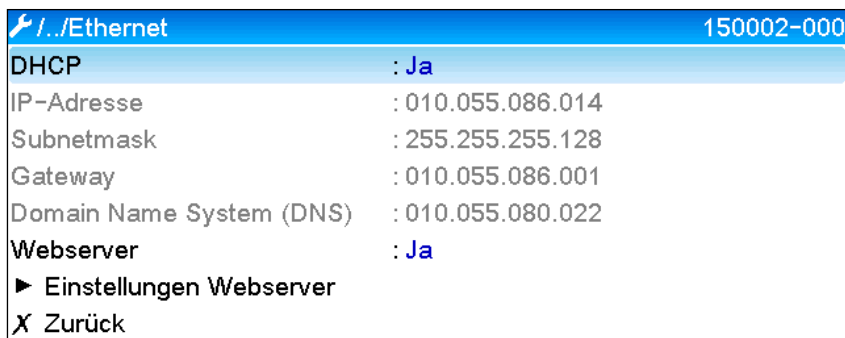 /../Ethernet 150002-000
DHCP : Ja
IP-Adresse : 010.055.086.014
Subnetmask : 255.255.255.128
Gateway : 010.055.086.001
Domain Name System (DNS) : 010.055.080.022
Webserver : Ja
► Einstellungen Webserver
X Zurück